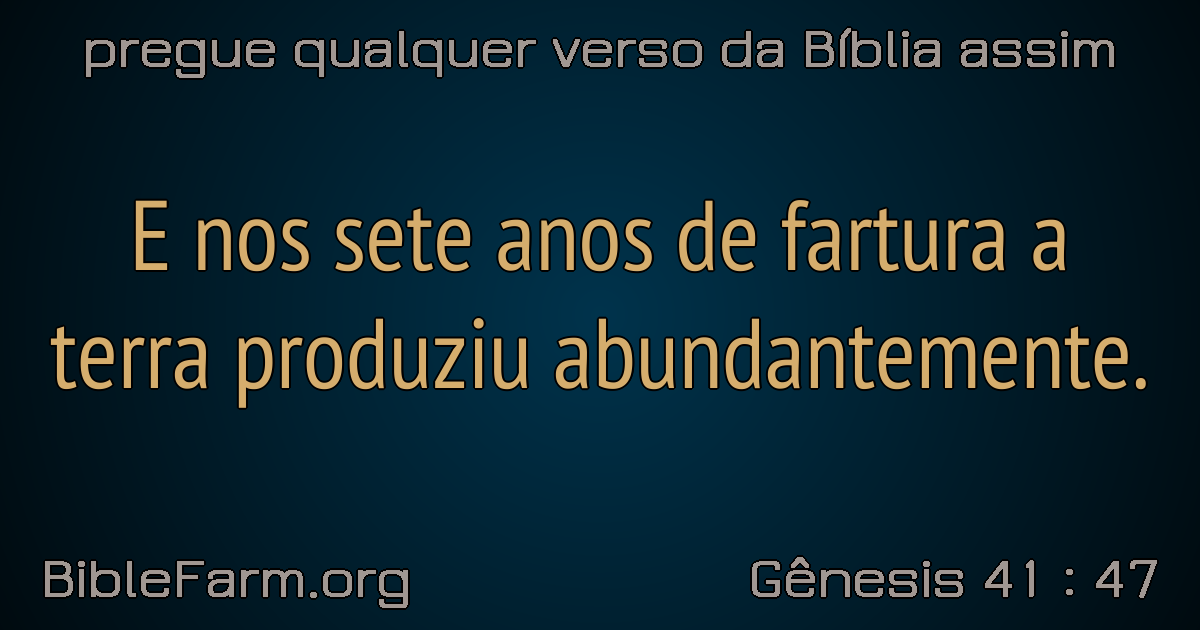 pregue qualquer verso da Bíblia assim
E nos sete anos de fartura a
terra produziu abundantemente.
BibleFarm.org
Gênesis 41 : 47